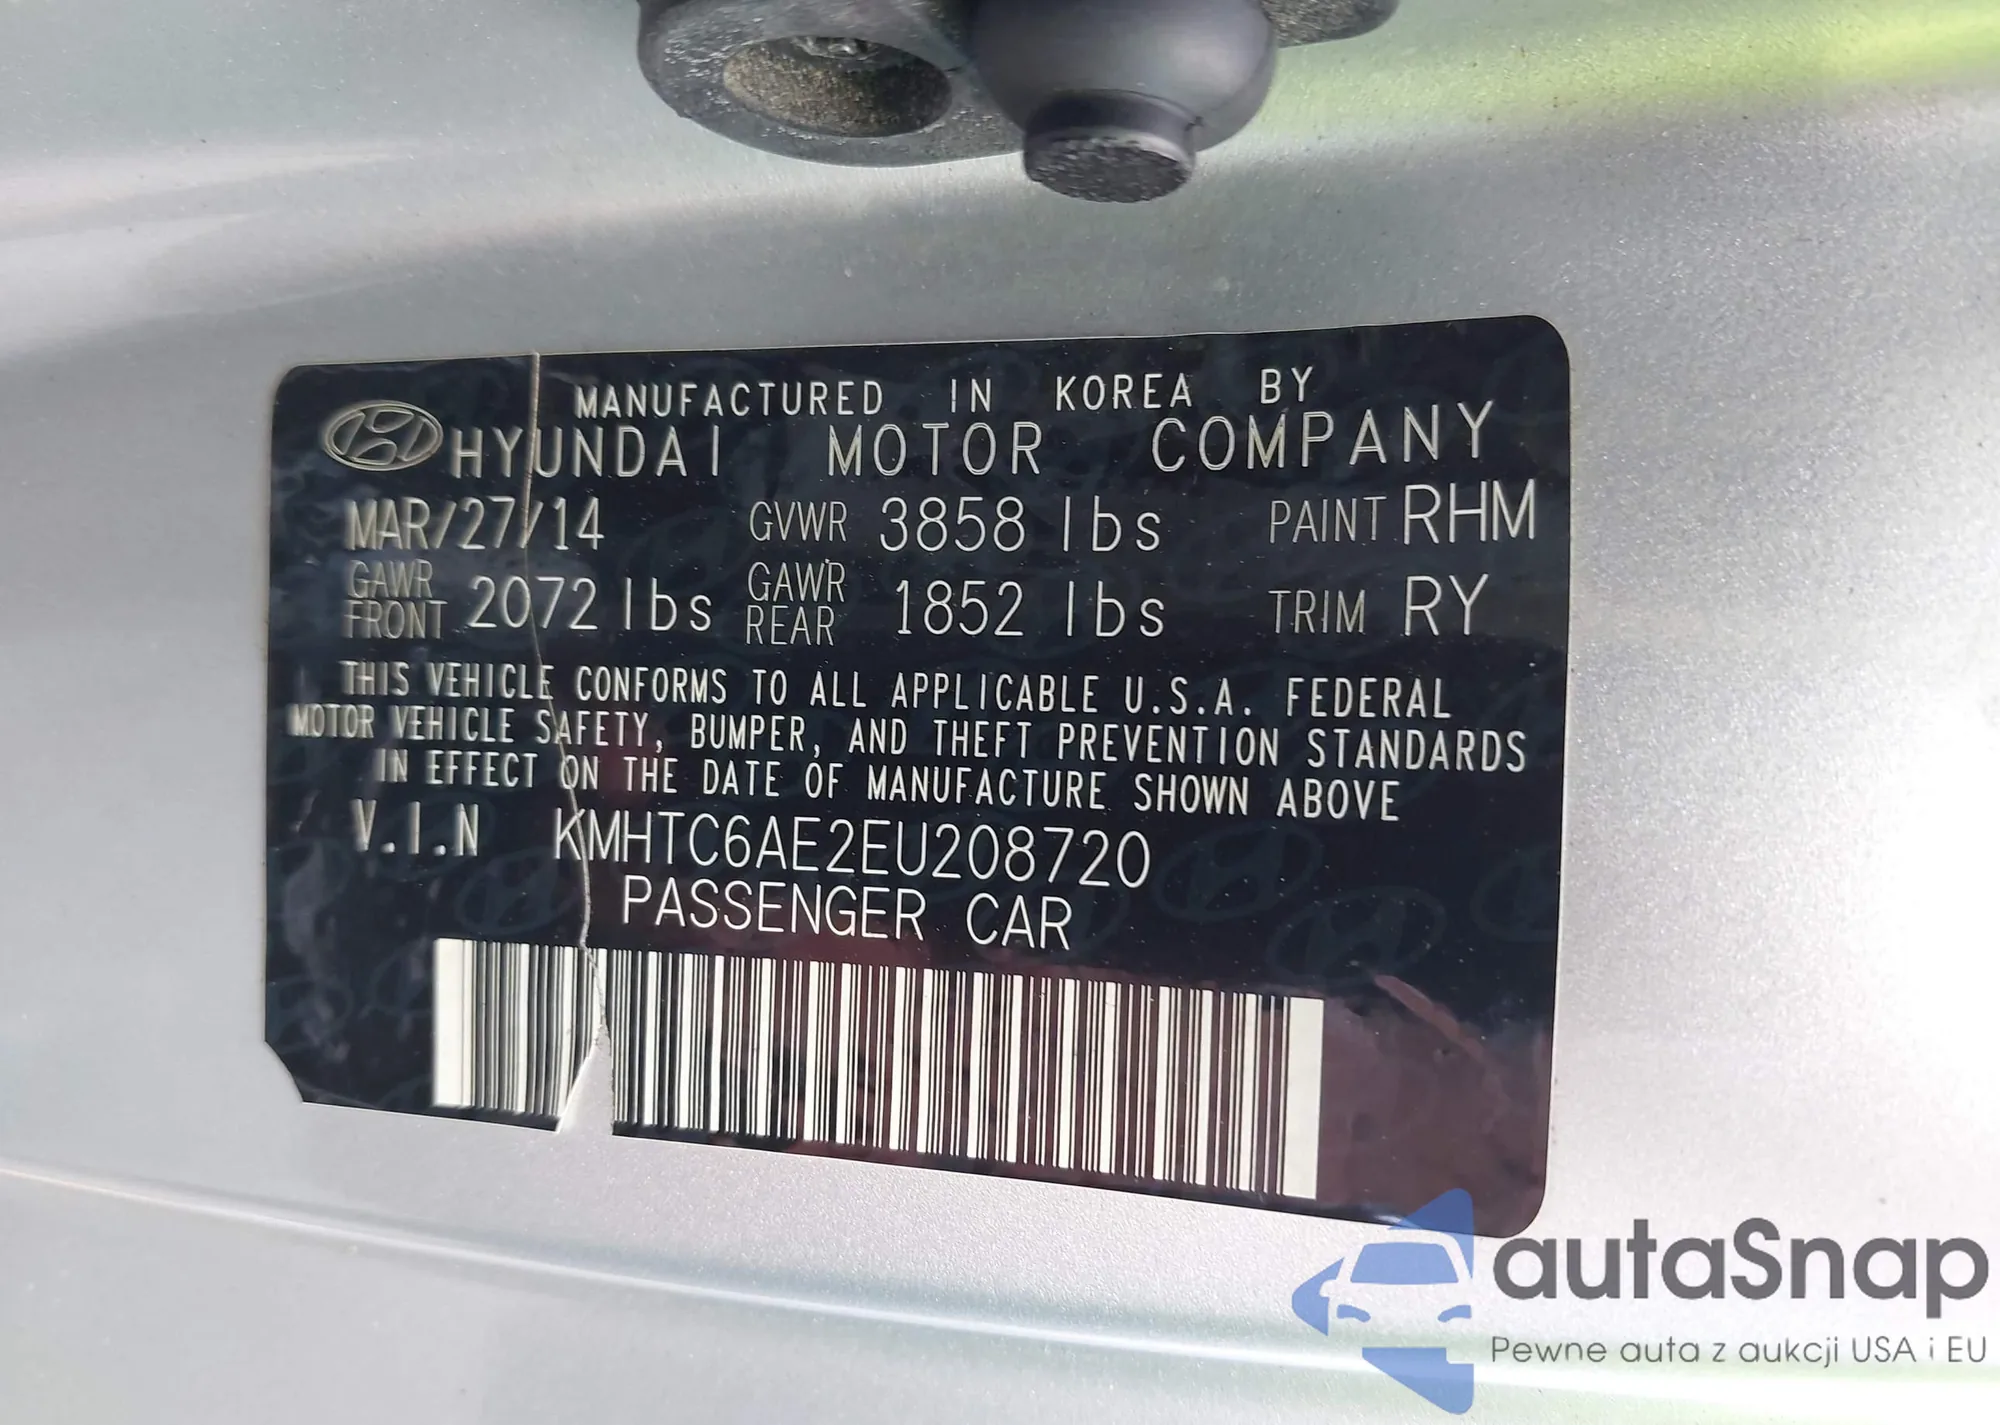 MANUFACTURED IN KOREA BY
HYUNDAI MOTOR COMPANY
MAR/27/14 GVWR 3858 lbs PAINT RHM
GAWR FRONT 2072 lbs GAWR REAR 1852 lbs TRIM RY
THIS VEHICLE CONFORMS TO ALL APPLICABLE U.S.A. FEDERAL
MOTOR VEHICLE SAFETY, BUMPER, AND THEFT PREVENTION STANDARDS
IN EFFECT ON THE DATE OF MANUFACTURE SHOWN ABOVE
V.I.N KMHTC6AE2EU208720
PASSENGER CAR
autaSnap
Pewne auta z aukcji USA i EU